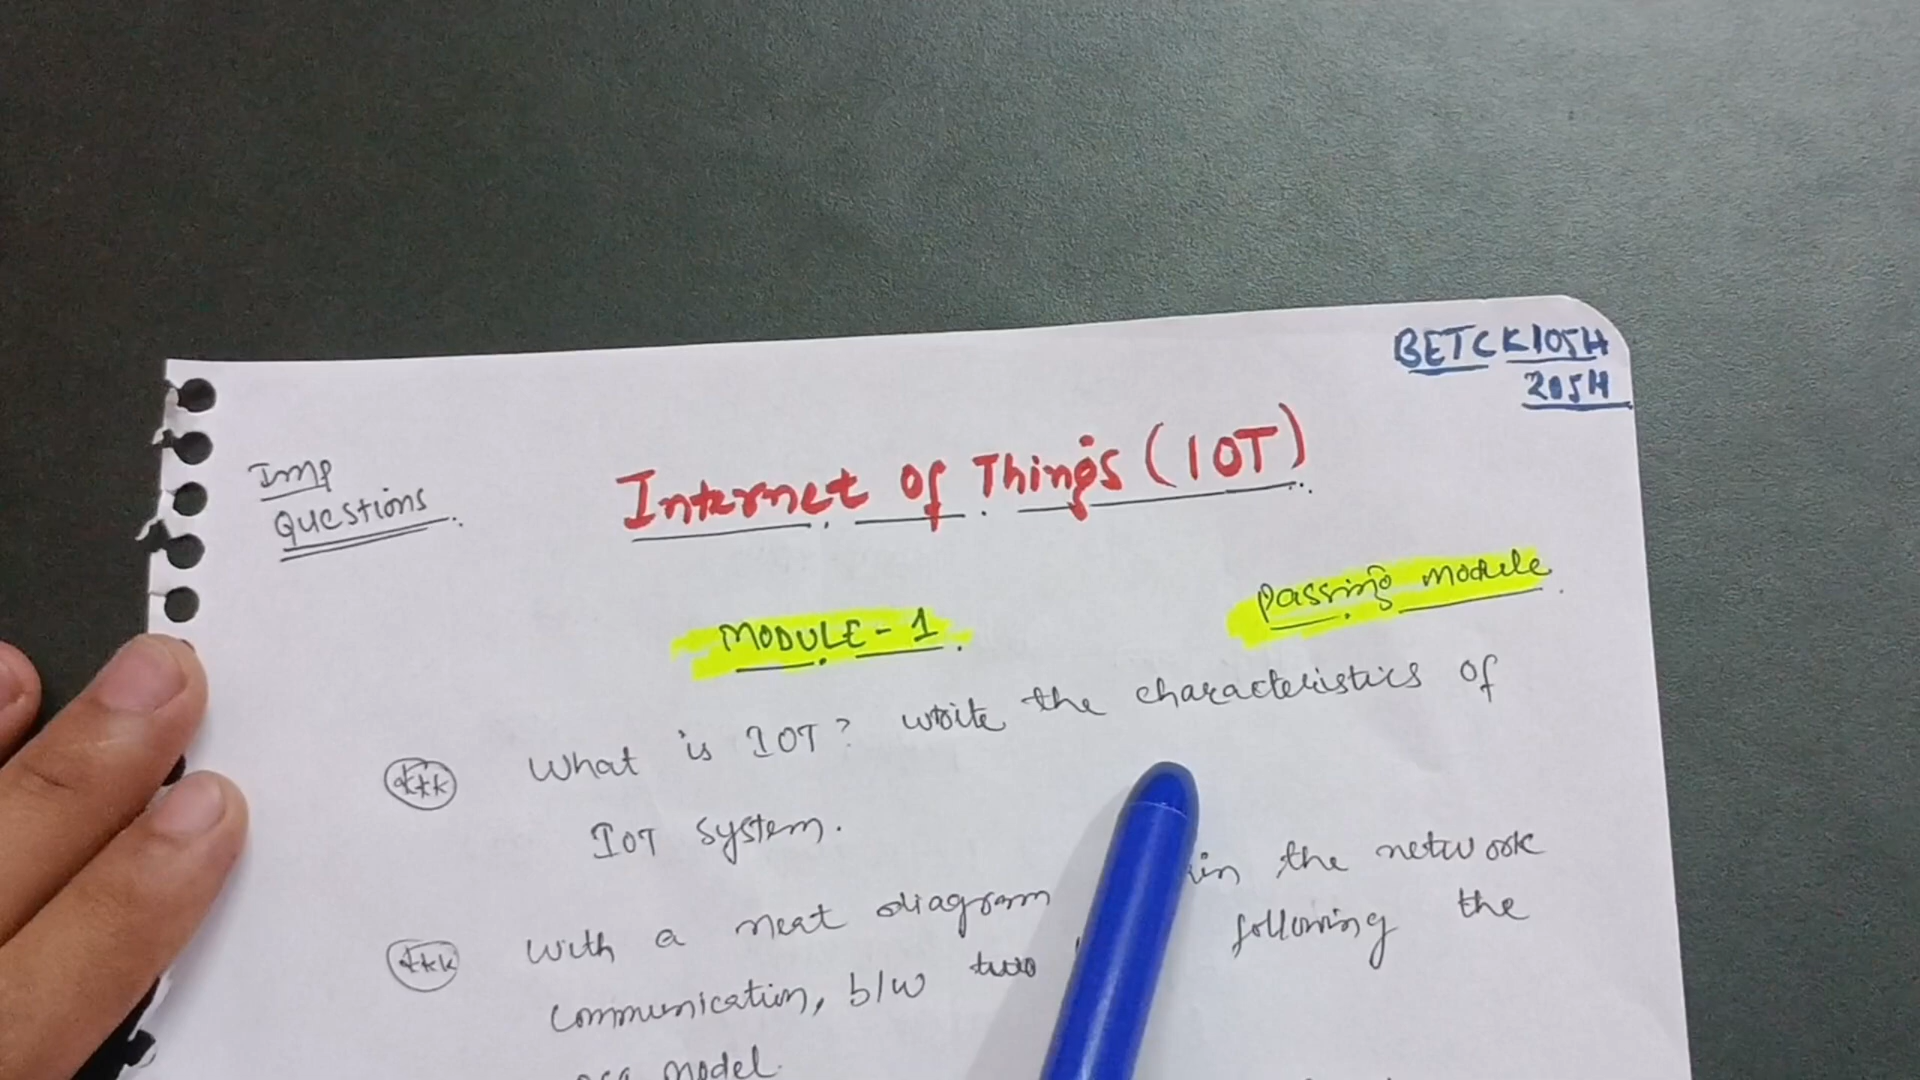 BETCK105H
205H
Imp
Questions
Internet of Things (IOT)
MODULE - 1
Passing Module
What is IOT? write the characteristics of
IOT system.
With a neat diagram in the network
communication, b/w two following the
model.